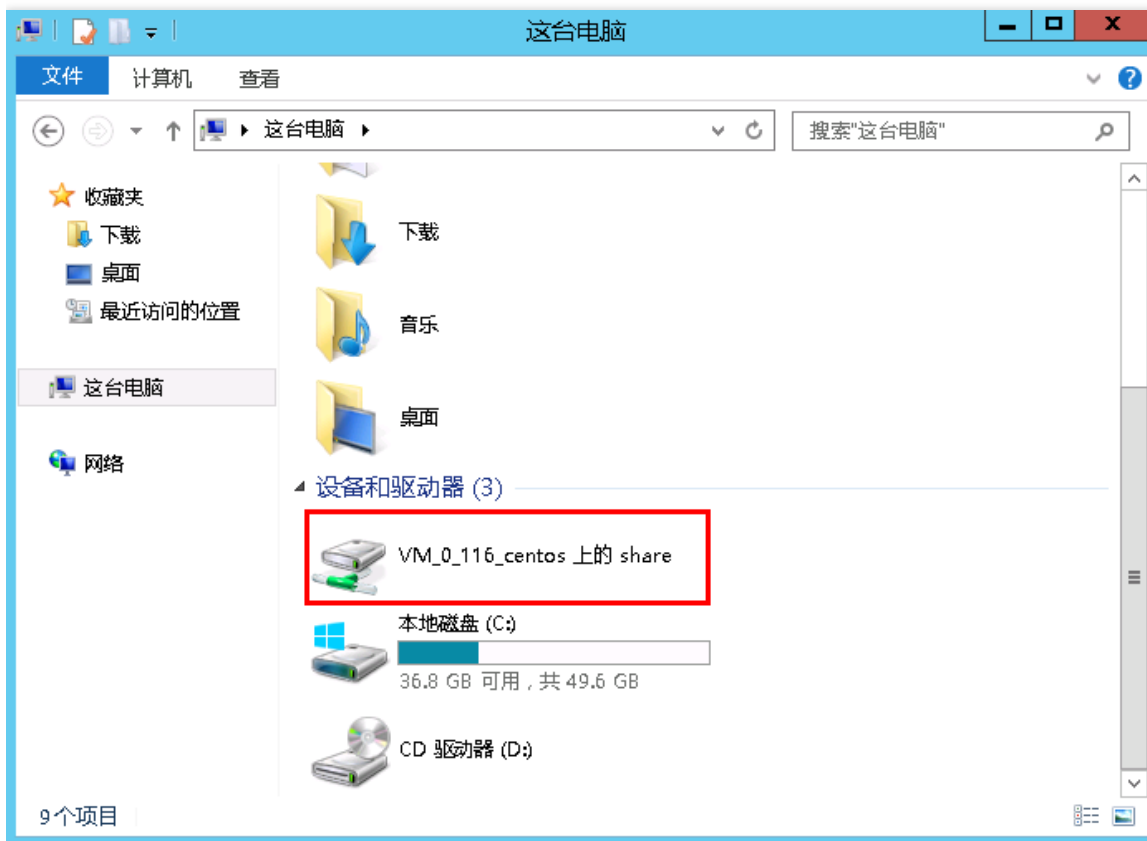 这台电脑
文件 计算机 查看
这台电脑
搜索"这台电脑"
收藏夹
下载
桌面
最近访问的位置
这台电脑
网络
下载
音乐
桌面
设备和驱动器 (3)
VM_0_116_centos 上的 share
本地磁盘 (C:)
36.8 GB 可用，共 49.6 GB
CD 驱动器 (D:)
9个项目